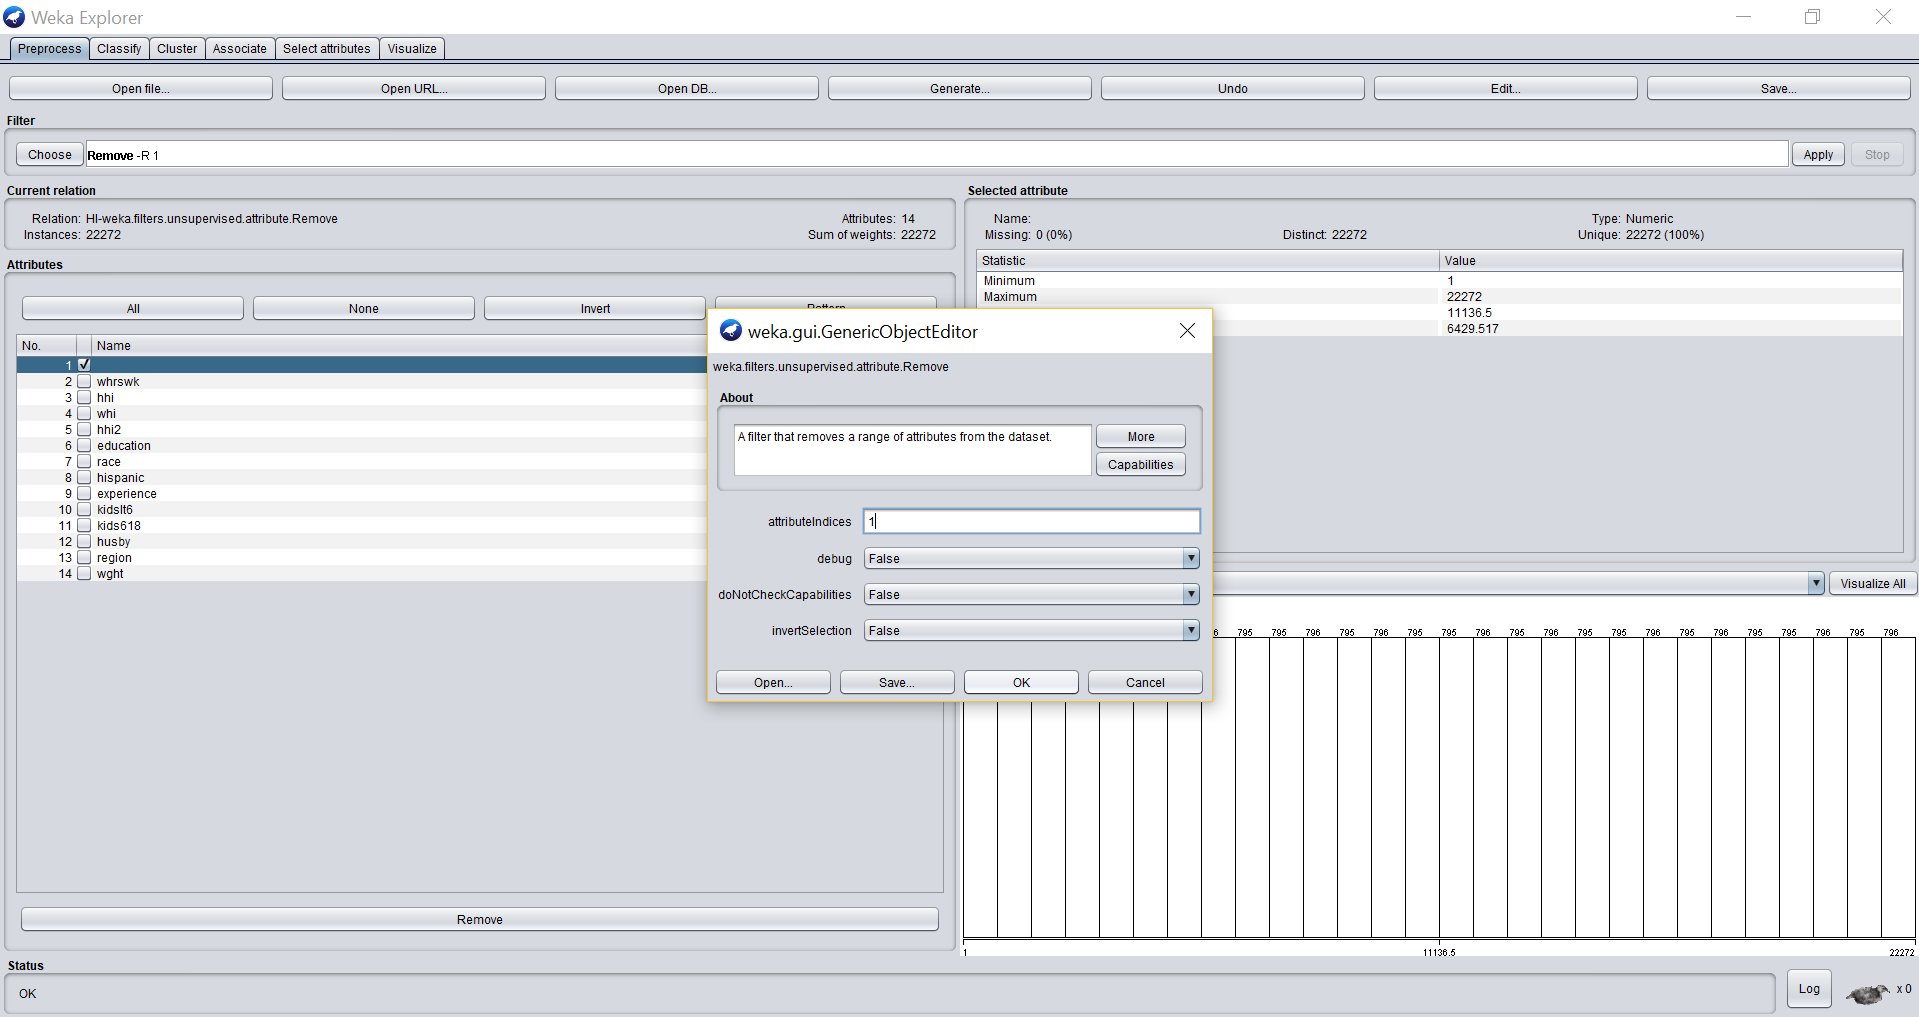 Weka Explorer
Preprocess Classify Cluster Associate Select attributes Visualize
Open file... Open URL... Open DB... Generate... Undo Edit... Save...
Filter
Choose Remove -R 1 Apply Stop
Current relation
Relation: HI-weka.filters.unsupervised.attribute.Remove Attributes: 14
Instances: 22272 Sum of weights: 22272
Selected attribute
Name: Type: Numeric
Missing: 0 (0%) Distinct: 22272 Unique: 22272 (100%)
Statistic Value
Minimum 1
Maximum 22272
11136.5
6429.517
Attributes
All None Invert Pattern
No. Name
1
2 whrswk
3 hhi
4 whi
5 hhi2
6 education
7 race
8 hispanic
9 experience
10 kidslt6
11 kids618
12 husby
13 region
14 wght
Remove
weka.gui.GenericObjectEditor
weka.filters.unsupervised.attribute.Remove
About
A filter that removes a range of attributes from the dataset.
More
Capabilities
attributeIndices 1
debug False
doNotCheckCapabilities False
invertSelection False
Open... Save... OK Cancel
Visualize All
6 795 795 796 796 795 795 796 795 796 796 795 795 796 795 796 796 795 795 796 795 796
1 11136.5 22272
Status
OK
Log x 0